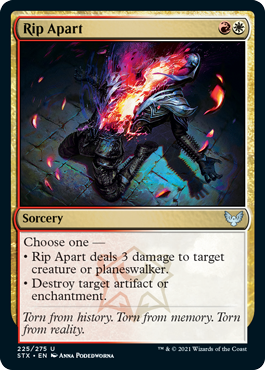 Rip Apart
Sorcery
Choose one —
• Rip Apart deals 3 damage to target
creature or planeswalker.
• Destroy target artifact or
enchantment.
Torn from history. Torn from memory. Torn
from reality.
225/275 U
STX • EN Anna Podedworna
™ & © 2021 Wizards of the Coast